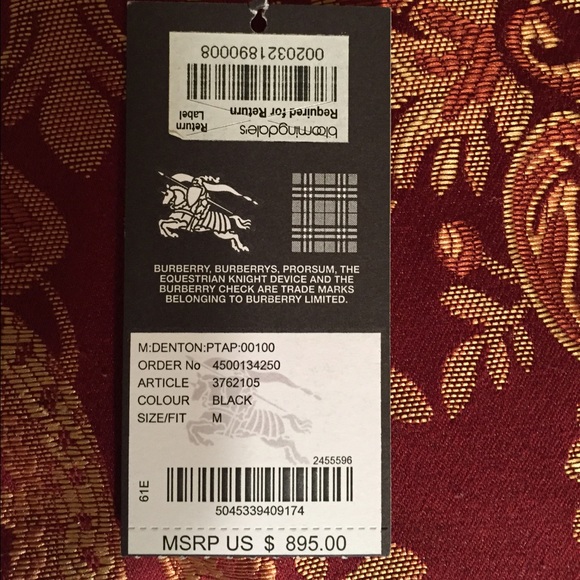 0020321890008
Required for Return
bloomingdale's
Return
Label
BURBERRY, BURBERRYS, PRORSUM, THE
EQUESTRIAN KNIGHT DEVICE AND THE
BURBERRY CHECK ARE TRADE MARKS
BELONGING TO BURBERRY LIMITED.
M:DENTON:PTAP:00100
ORDER No 4500134250
ARTICLE 3762105
COLOUR BLACK
SIZE/FIT M
2455596
61E
5045339409174
MSRP US $ 895.00